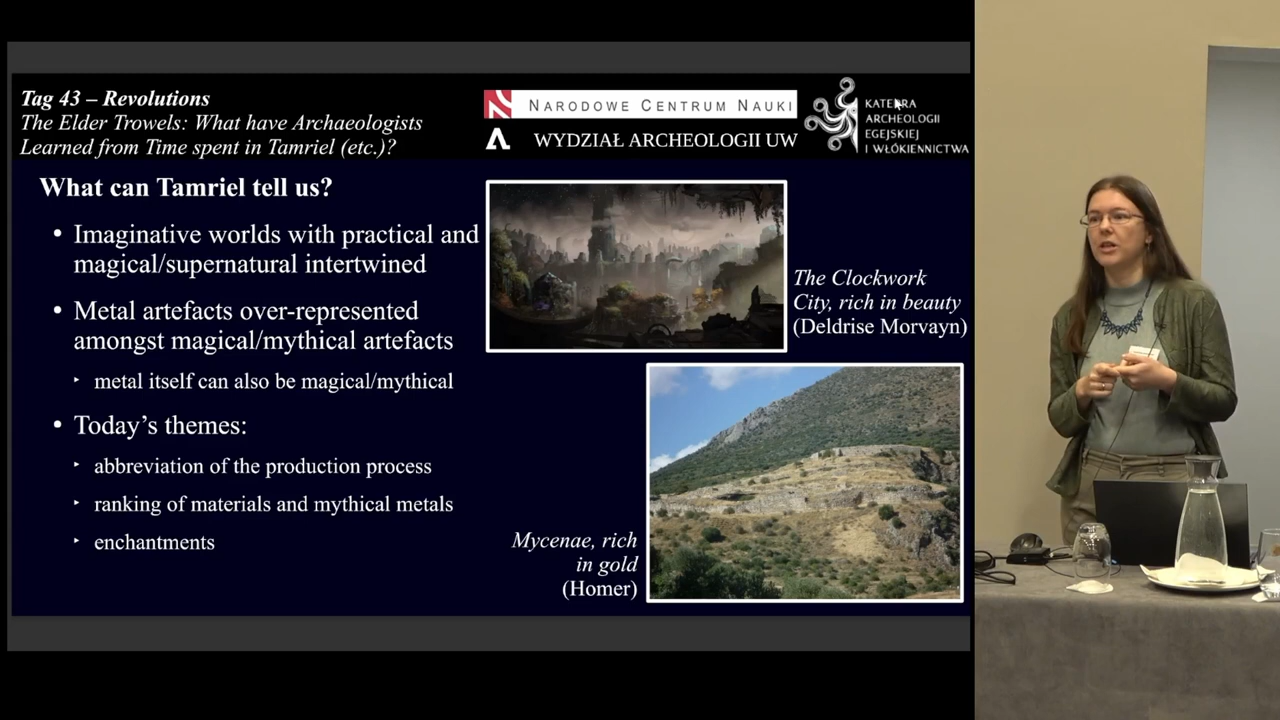 Tag 43 – Revolutions
The Elder Trowels: What have Archaeologists
Learned from Time spent in Tamriel (etc.)?
NARODOWE CENTRUM NAUKI
WYDZIAŁ ARCHEOLOGII UW
KATEDRA
ARCHEOLOGII
EGEJSKIEJ
I WŁÓKIENNICTWA
What can Tamriel tell us?
• Imaginative worlds with practical and
magical/supernatural intertwined
• Metal artefacts over-represented
amongst magical/mythical artefacts
‣ metal itself can also be magical/mythical
• Today's themes:
‣ abbreviation of the production process
‣ ranking of materials and mythical metals
‣ enchantments
The Clockwork
City, rich in beauty
(Deldrise Morvayn)
Mycenae, rich
in gold
(Homer)